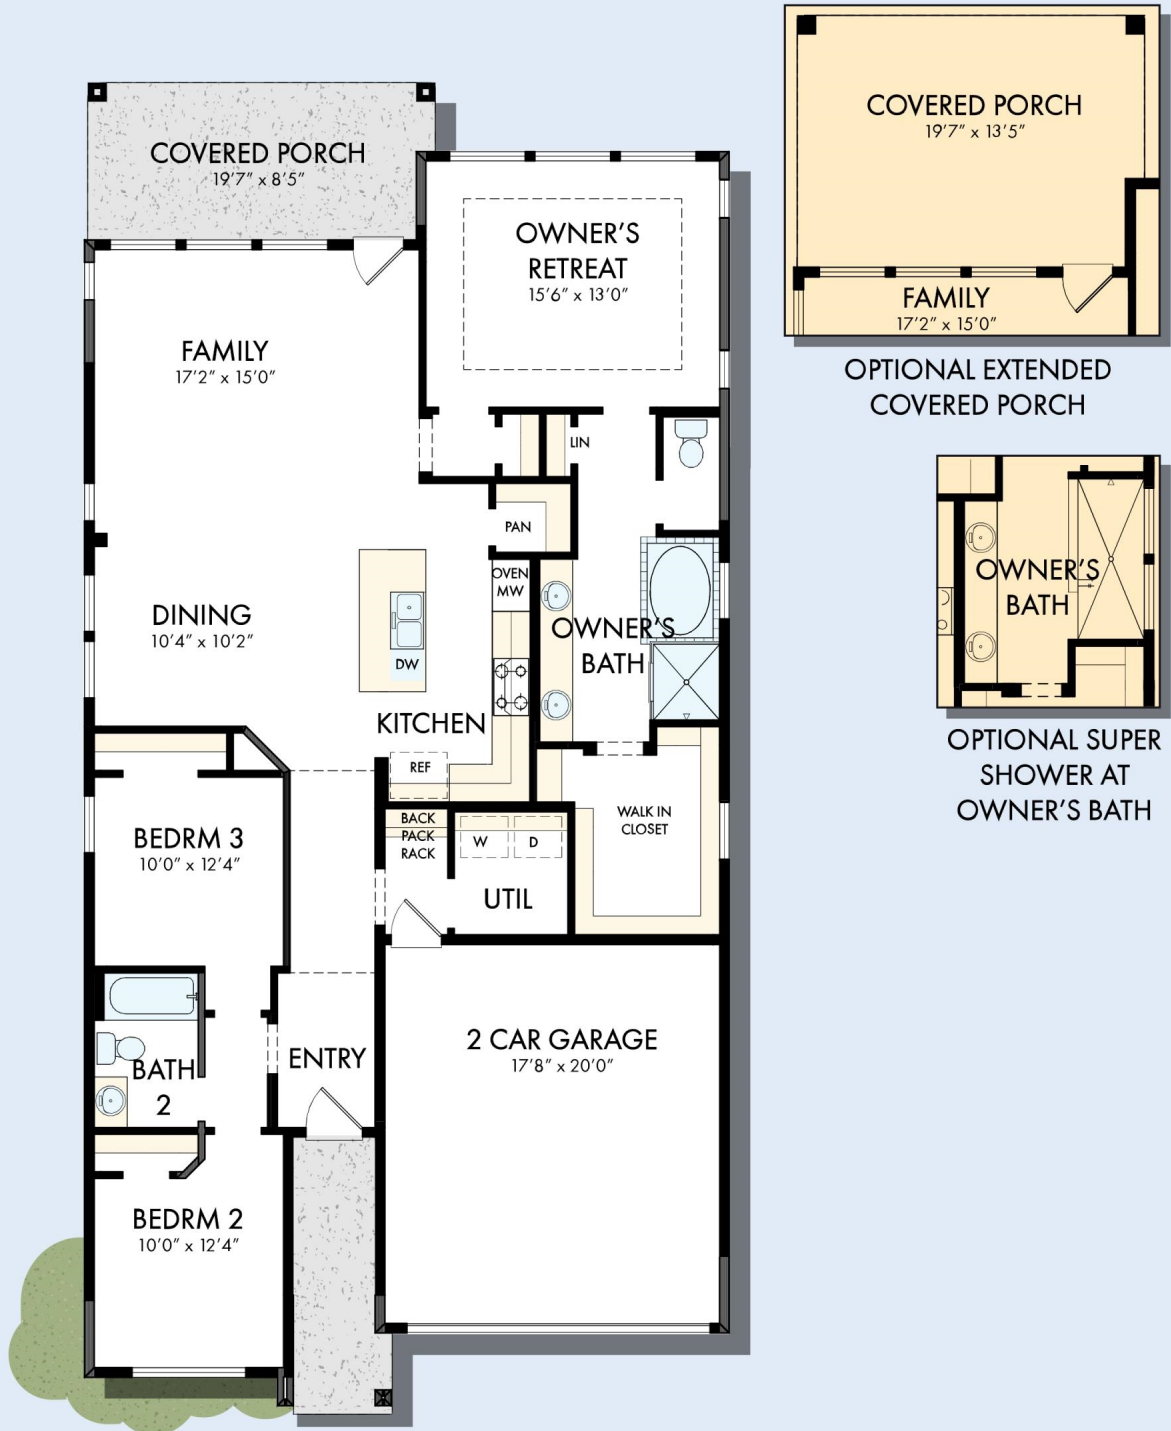 COVERED PORCH
19'7" x 8'5"
OWNER'S
RETREAT
15'6" x 13'0"
FAMILY
17'2" x 15'0"
LIN
PAN
OVEN
MW
DINING
10'4" x 10'2"
DW
OWNER'S
BATH
KITCHEN
REF
WALK IN
CLOSET
BACK
PACK
RACK
W
D
UTIL
BEDRM 3
10'0" x 12'4"
2 CAR GARAGE
17'8" x 20'0"
ENTRY
BATH
2
BEDRM 2
10'0" x 12'4"
COVERED PORCH
19'7" x 13'5"
FAMILY
17'2" x 15'0"
OPTIONAL EXTENDED
COVERED PORCH
OWNER'S
BATH
OPTIONAL SUPER
SHOWER AT
OWNER'S BATH